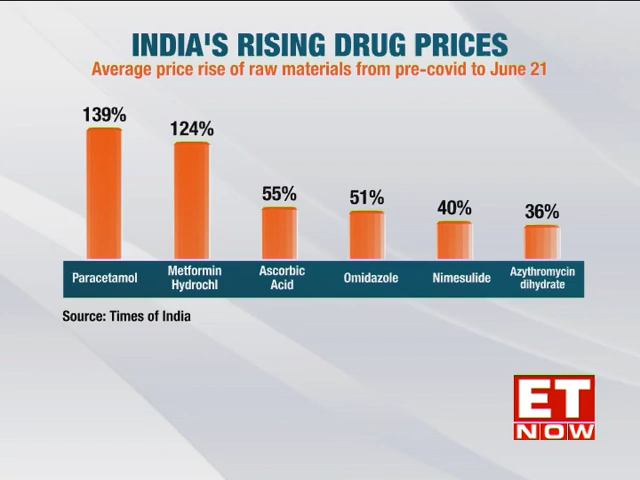 INDIA'S RISING DRUG PRICES
Average price rise of raw materials from pre-covid to June 21
139%
124%
55%
51%
40%
36%
Paracetamol
Metformin
Hydrochl
Ascorbic
Acid
Omidazole
Nimesulide
Azythromycin
dihydrate
Source: Times of India
ET
NOW